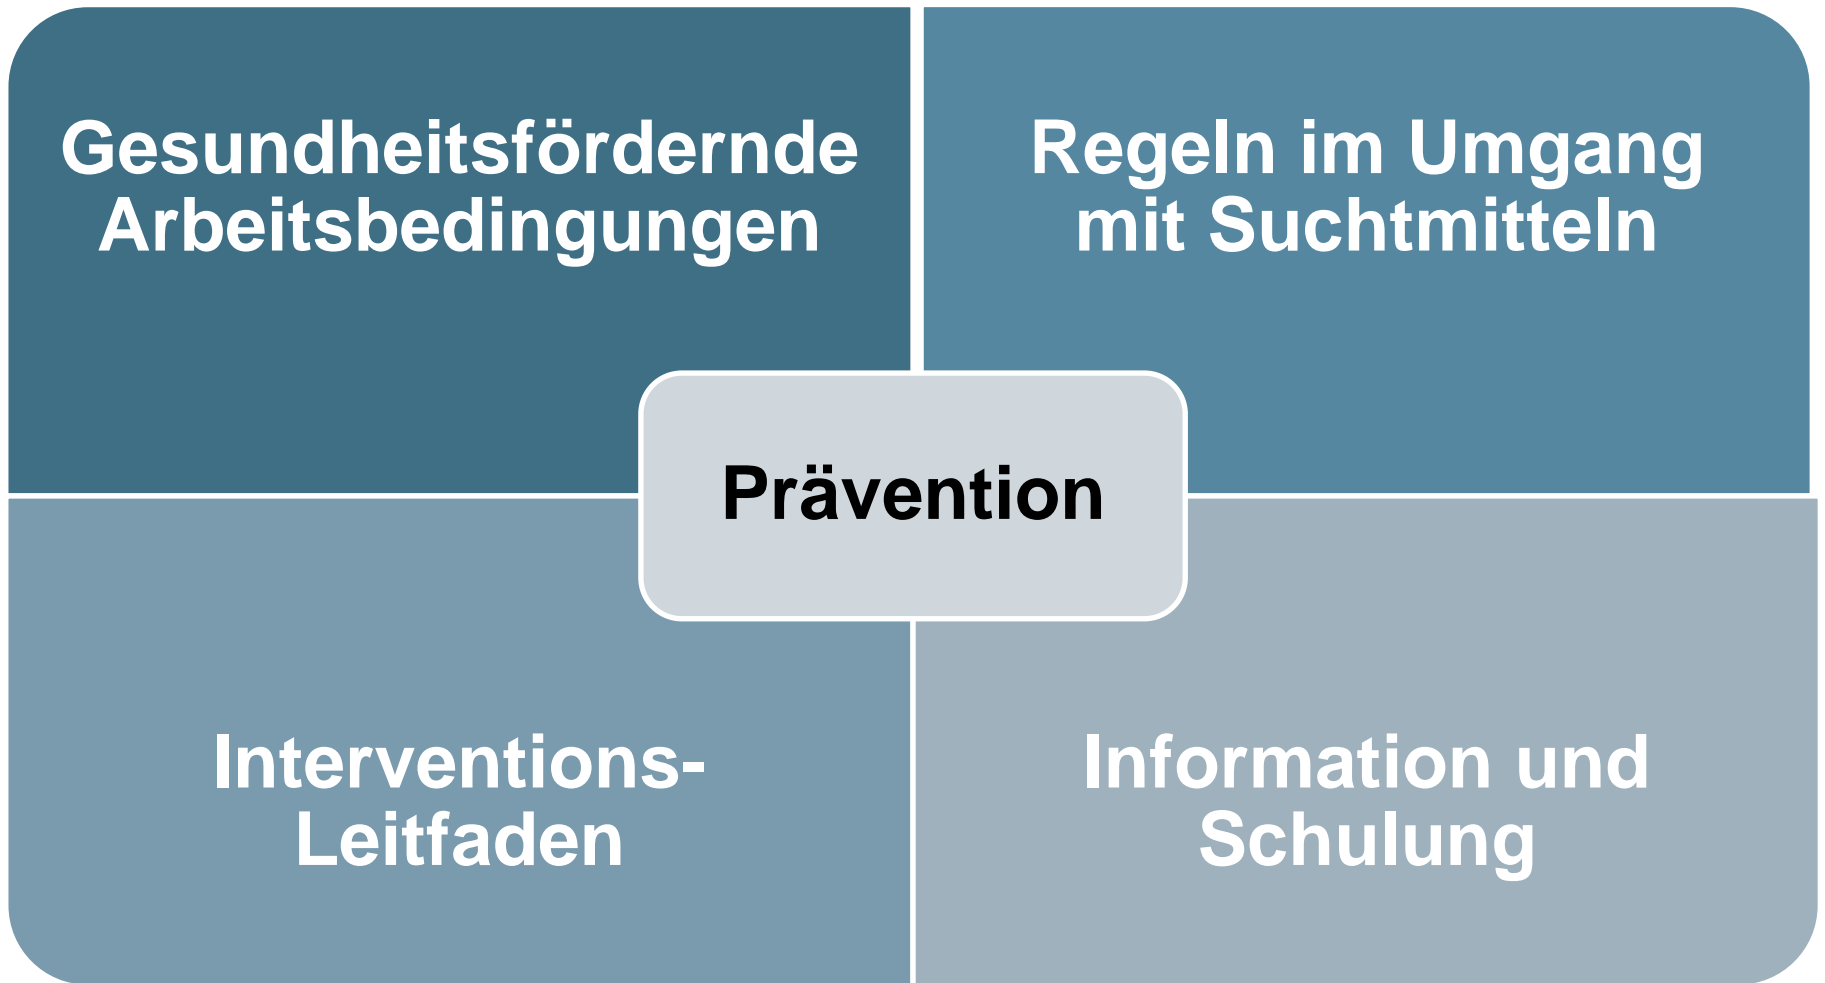 Gesundheitsfördernde
Arbeitsbedingungen
Regeln im Umgang
mit Suchtmitteln
Prävention
Interventions-
Leitfaden
Information und
Schulung